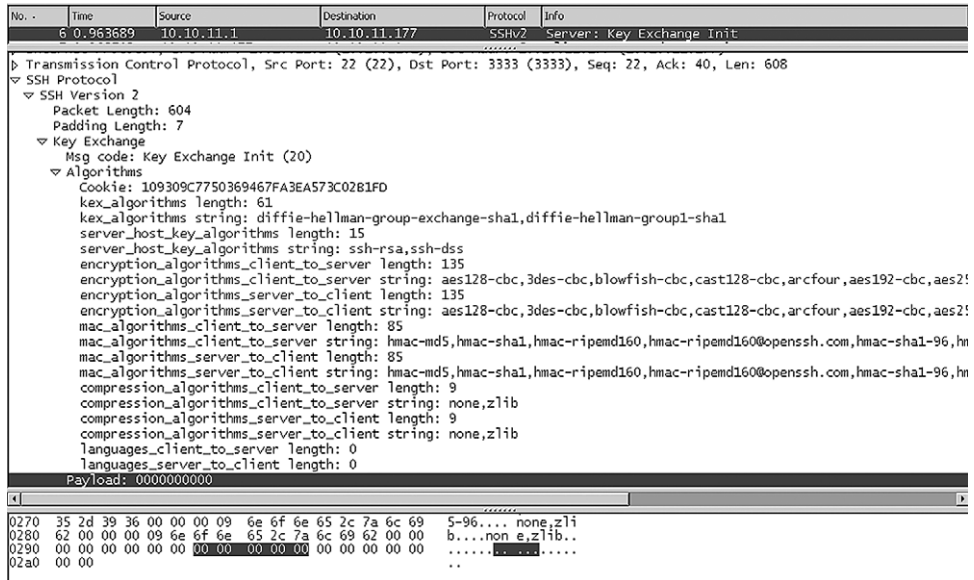 No. . Time Source Destination Protocol Info
6 0.963689 10.10.11.1 10.10.11.177 SSHv2 Server: Key Exchange Init
Transmission Control Protocol, Src Port: 22 (22), Dst Port: 3333 (3333), Seq: 22, Ack: 40, Len: 608
SSH Protocol
SSH Version 2
Packet Length: 604
Padding Length: 7
Key Exchange
Msg code: Key Exchange Init (20)
Algorithms
Cookie: 109309C7750369467FA3EA573C02B1FD
kex_algorithms length: 61
kex_algorithms string: diffie-hellman-group-exchange-sha1,diffie-hellman-group1-sha1
server_host_key_algorithms length: 15
server_host_key_algorithms string: ssh-rsa,ssh-dss
encryption_algorithms_client_to_server length: 135
encryption_algorithms_client_to_server string: aes128-cbc,3des-cbc,blowfish-cbc,cast128-cbc,arcfour,aes192-cbc,aes25
encryption_algorithms_server_to_client length: 135
encryption_algorithms_server_to_client string: aes128-cbc,3des-cbc,blowfish-cbc,cast128-cbc,arcfour,aes192-cbc,aes25
mac_algorithms_client_to_server length: 85
mac_algorithms_client_to_server string: hmac-md5,hmac-sha1,hmac-ripemd160,hmac-ripemd160@openssh.com,hmac-sha1-96,hm
mac_algorithms_server_to_client length: 85
mac_algorithms_server_to_client string: hmac-md5,hmac-sha1,hmac-ripemd160,hmac-ripemd160@openssh.com,hmac-sha1-96,hm
compression_algorithms_client_to_server length: 9
compression_algorithms_client_to_server string: none,zlib
compression_algorithms_server_to_client length: 9
compression_algorithms_server_to_client string: none,zlib
languages_client_to_server length: 0
languages_server_to_client length: 0
Payload: 0000000000
0270 35 2d 39 36 00 00 00 09 6e 6f 6e 65 2c 7a 6c 69 5-96.... none,zli
0280 62 00 00 00 09 6e 6f 6e 65 2c 7a 6c 69 62 00 00 b....non e,zlib..
0290 00 00 00 00 00 00 00 00 00 00 00 00 00 00 00 00 ........ ........
02a0 00 00 ..